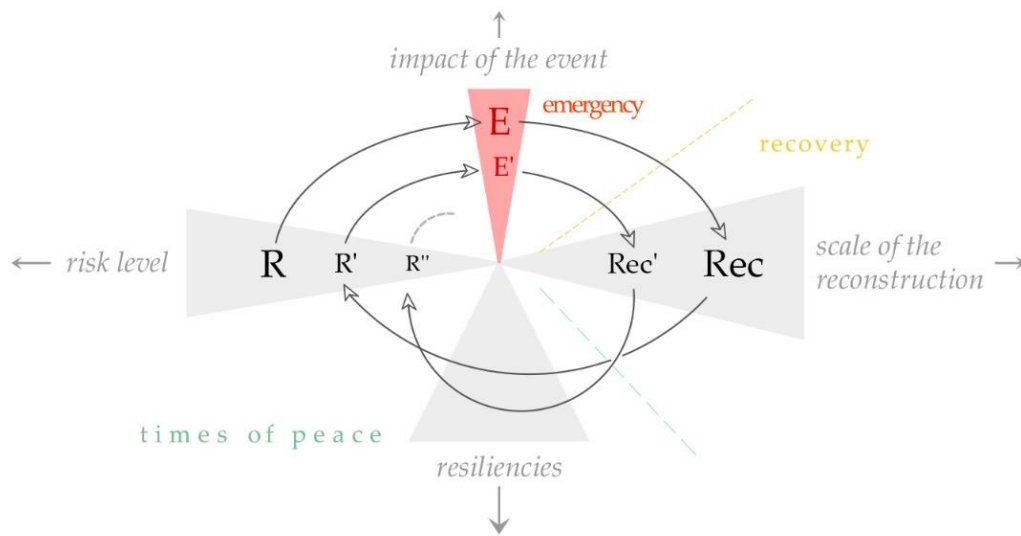 impact of the event
E
emergency
E'
recovery
risk level
R
R'
R"
Rec'
Rec
scale of the
reconstruction
times of peace
resiliencies